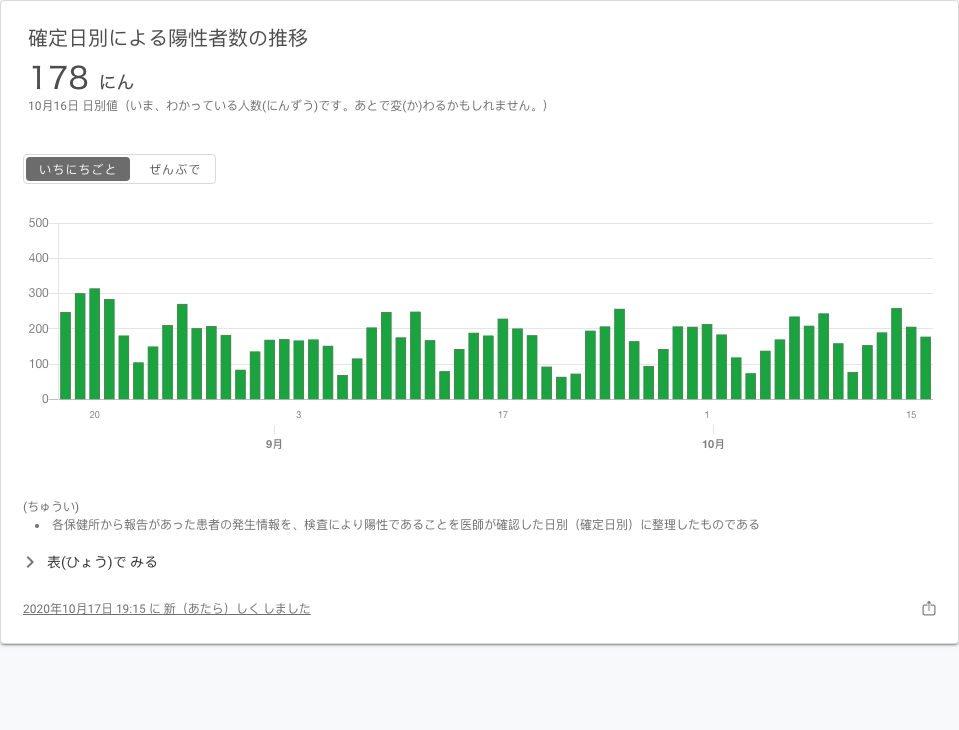 確定日別による陽性者数の推移
178 にん
10月16日 日別値（いま、わかっている人数(にんずう)です。あとで変(か)わるかもしれません。）
いちにちごと ぜんぶで
500
400
300
200
100
0
20 3 17 1 15
9月 10月
(ちゅうい)
• 各保健所から報告があった患者の発生情報を、検査により陽性であることを医師が確認した日別（確定日別）に整理したものである
表(ひょう)で みる
2020年10月17日 19:15 に 新（あたら）しく しました